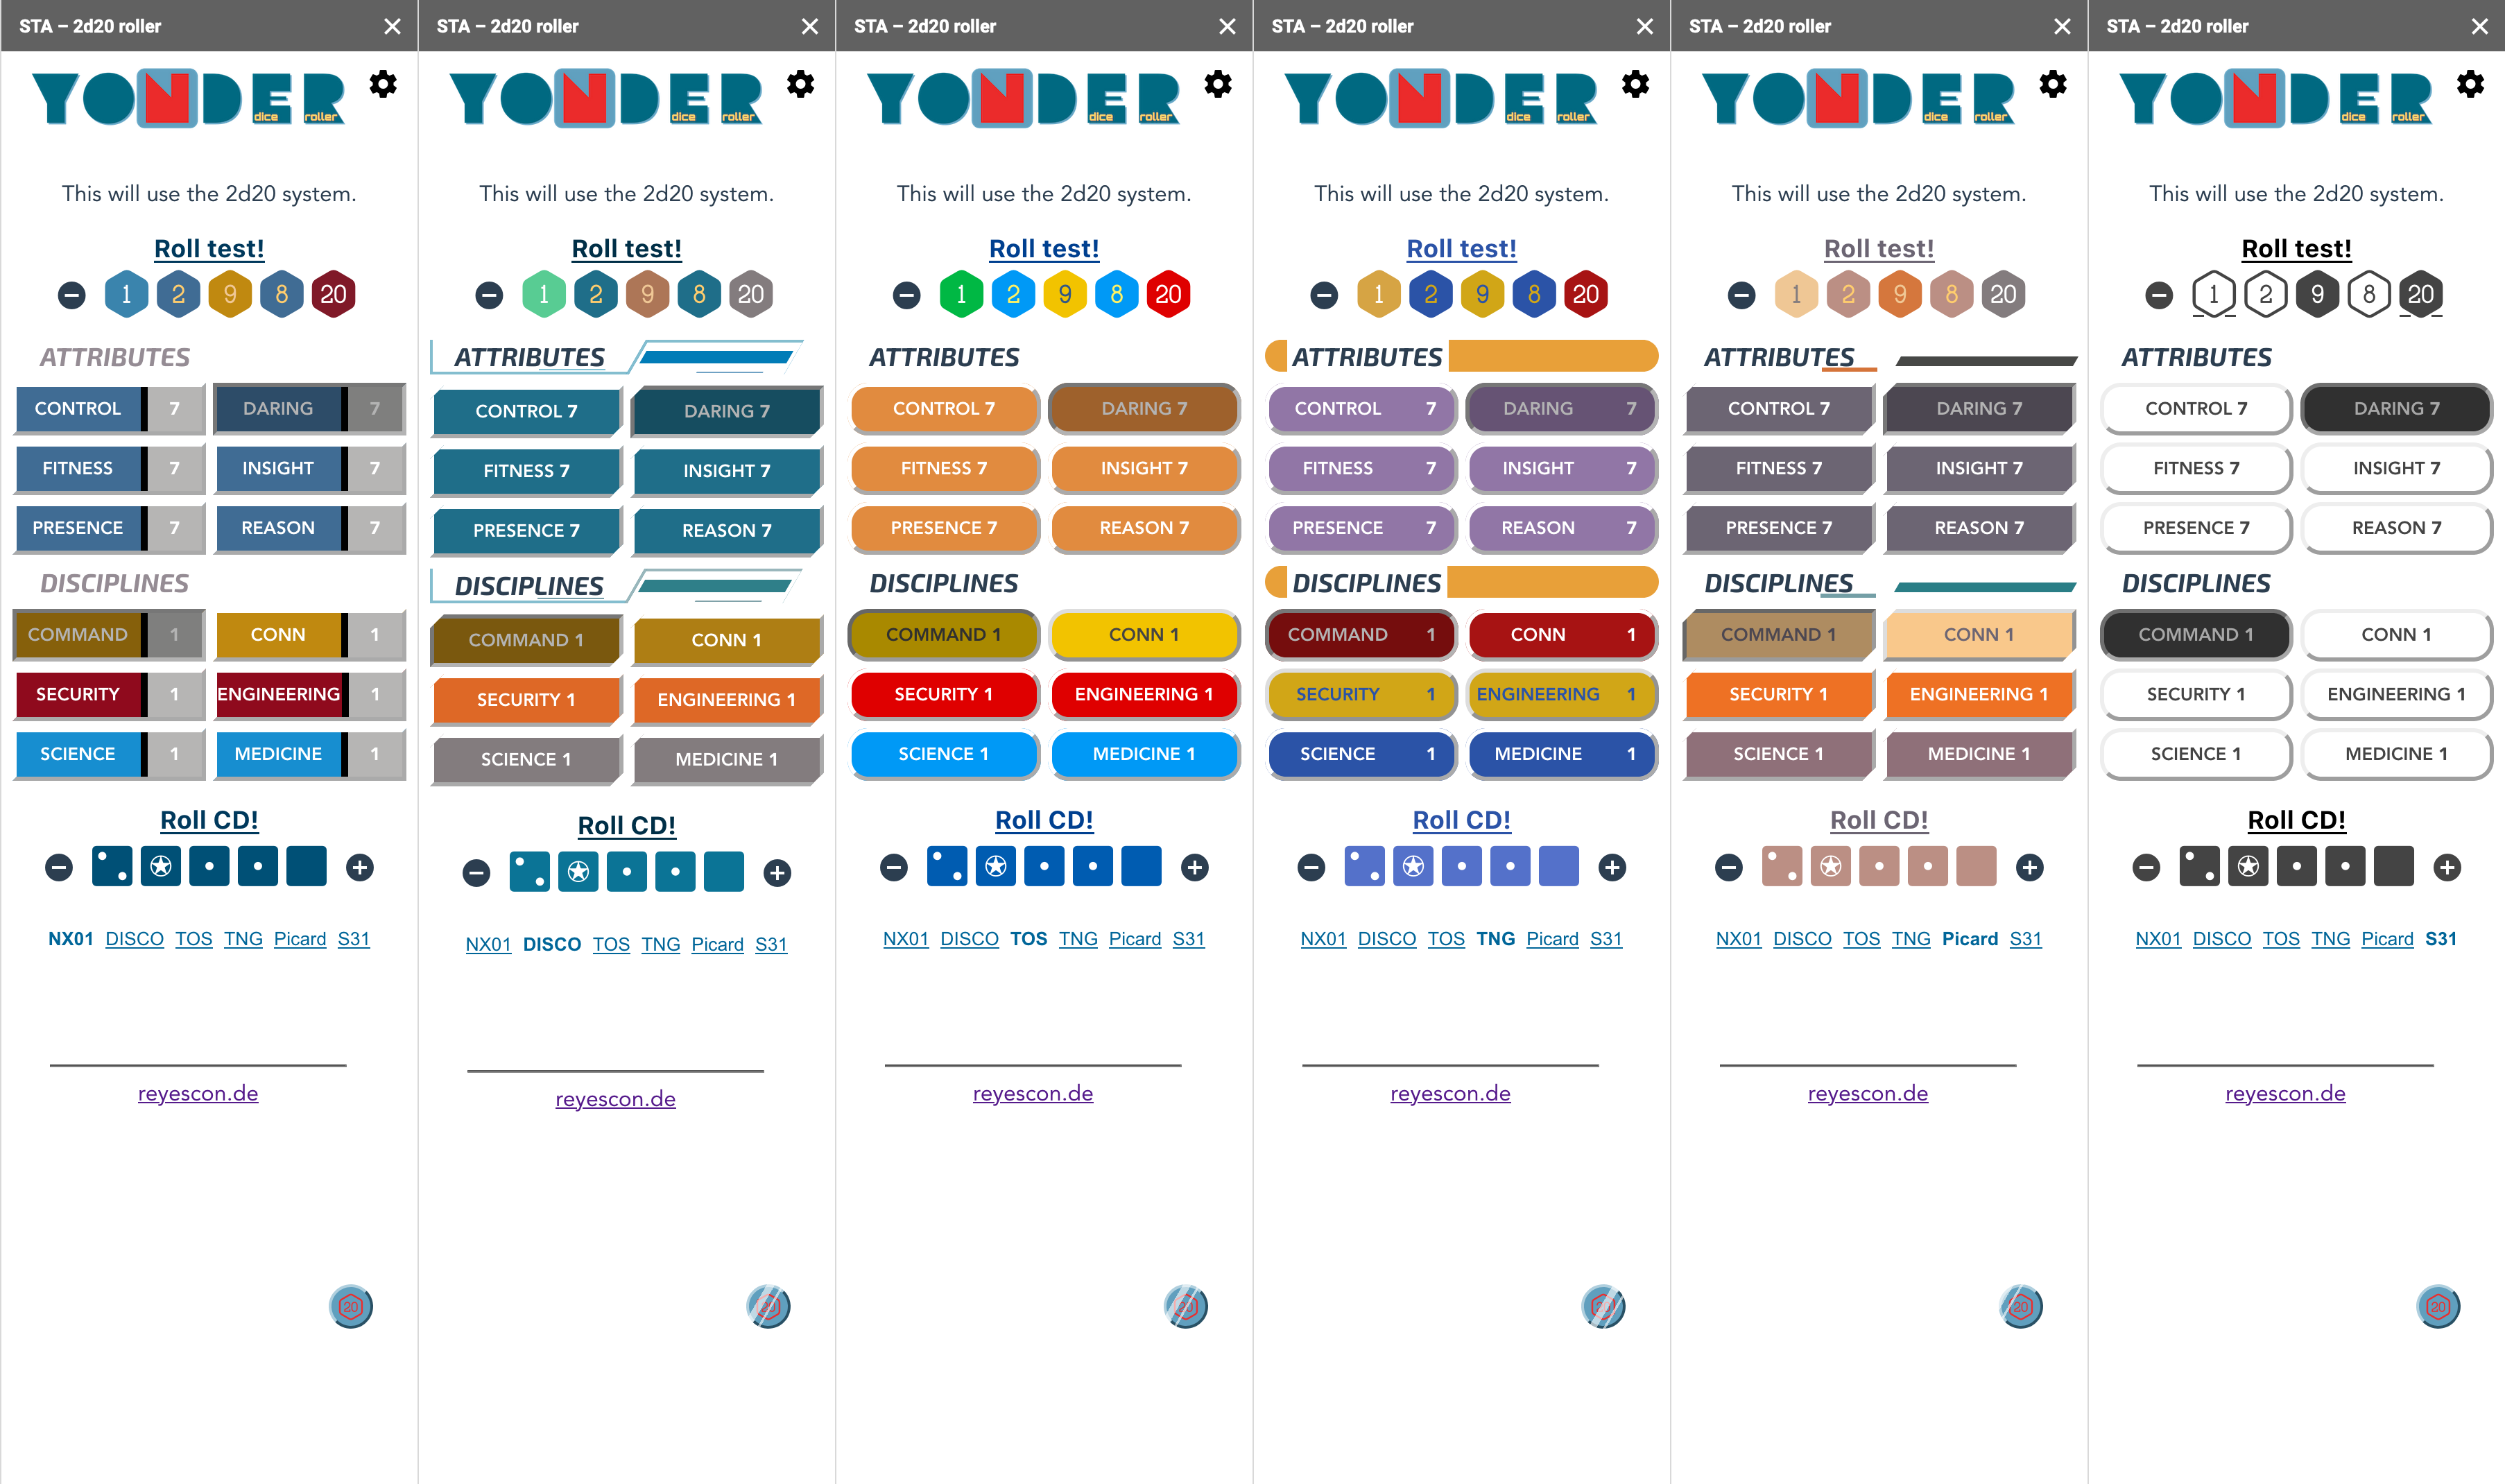 STA – 2d20 roller
YONDER
dice roller
This will use the 2d20 system.
Roll test!
1 2 9 8 20
ATTRIBUTES
CONTROL 7 DARING 7
FITNESS 7 INSIGHT 7
PRESENCE 7 REASON 7
DISCIPLINES
COMMAND 1 CONN 1
SECURITY 1 ENGINEERING 1
SCIENCE 1 MEDICINE 1
Roll CD!
NX01 DISCO TOS TNG Picard S31
reyescon.de
20
STA – 2d20 roller
YONDER
dice roller
This will use the 2d20 system.
Roll test!
1 2 9 8 20
ATTRIBUTES
CONTROL 7 DARING 7
FITNESS 7 INSIGHT 7
PRESENCE 7 REASON 7
DISCIPLINES
COMMAND 1 CONN 1
SECURITY 1 ENGINEERING 1
SCIENCE 1 MEDICINE 1
Roll CD!
NX01 DISCO TOS TNG Picard S31
reyescon.de
20
STA – 2d20 roller
YONDER
dice roller
This will use the 2d20 system.
Roll test!
1 2 9 8 20
ATTRIBUTES
CONTROL 7 DARING 7
FITNESS 7 INSIGHT 7
PRESENCE 7 REASON 7
DISCIPLINES
COMMAND 1 CONN 1
SECURITY 1 ENGINEERING 1
SCIENCE 1 MEDICINE 1
Roll CD!
NX01 DISCO TOS TNG Picard S31
reyescon.de
20
STA – 2d20 roller
YONDER
dice roller
This will use the 2d20 system.
Roll test!
1 2 9 8 20
ATTRIBUTES
CONTROL 7 DARING 7
FITNESS 7 INSIGHT 7
PRESENCE 7 REASON 7
DISCIPLINES
COMMAND 1 CONN 1
SECURITY 1 ENGINEERING 1
SCIENCE 1 MEDICINE 1
Roll CD!
NX01 DISCO TOS TNG Picard S31
reyescon.de
20
STA – 2d20 roller
YONDER
dice roller
This will use the 2d20 system.
Roll test!
1 2 9 8 20
ATTRIBUTES
CONTROL 7 DARING 7
FITNESS 7 INSIGHT 7
PRESENCE 7 REASON 7
DISCIPLINES
COMMAND 1 CONN 1
SECURITY 1 ENGINEERING 1
SCIENCE 1 MEDICINE 1
Roll CD!
NX01 DISCO TOS TNG Picard S31
reyescon.de
20
STA – 2d20 roller
YONDER
dice roller
This will use the 2d20 system.
Roll test!
1 2 9 8 20
ATTRIBUTES
CONTROL 7 DARING 7
FITNESS 7 INSIGHT 7
PRESENCE 7 REASON 7
DISCIPLINES
COMMAND 1 CONN 1
SECURITY 1 ENGINEERING 1
SCIENCE 1 MEDICINE 1
Roll CD!
NX01 DISCO TOS TNG Picard S31
reyescon.de
20